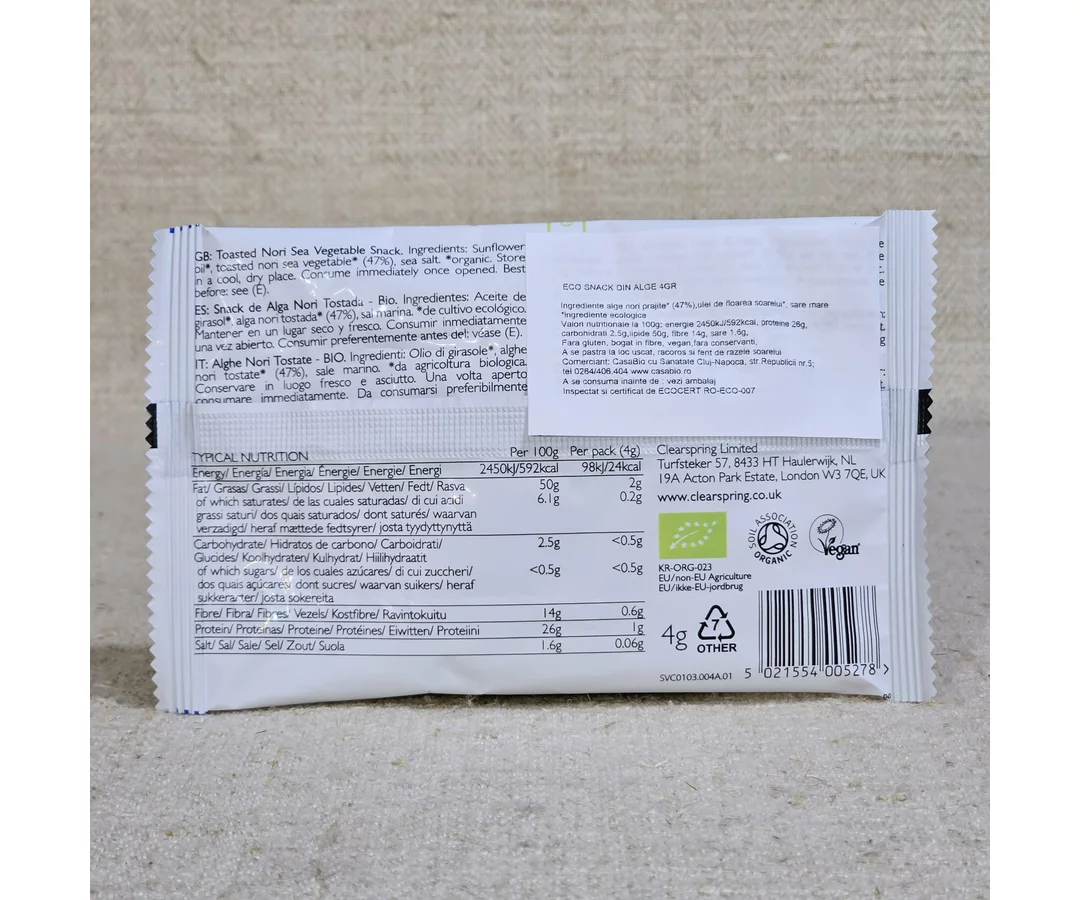 GB: Toasted Nori Sea Vegetable Snack. Ingredients: Sunflower
oil*, toasted nori sea vegetable* (47%), sea salt. *organic. Store
in a cool, dry place. Consume immediately once opened. Best
before: see (E).
ES: Snack de Alga Nori Tostada - Bio. Ingredientes: Aceite de
girasol*, alga nori tostada* (47%), sal marina. *de cultivo ecológico.
Mantener en un lugar seco y fresco. Consumir inmediatamente
una vez abierto. Consumir preferentemente antes del: véase (E).
IT: Alghe Nori Tostate - BIO. Ingredienti: Olio di girasole*, alghe
nori tostate* (47%), sale marino. *da agricoltura biologica.
Conservare in luogo fresco e asciutto. Una volta aperto
consumare immediatamente. Da consumarsi preferibilmente
ECO SNACK DIN ALGE 4GR
Ingrediente alge nori prajite* (47%),ulei de floarea soarelui*, sare mare
*ingrediente ecologica
Valori nutritionale la 100g: energie 2450kJ/592kcal, proteine 26g,
carbohidrati 2.5g,lipide 50g, fibre 14g, sare 1.6g,
Fara gluten, bogat in fibre, vegan,fara conservanti
A se pastra la loc uscat, racoros si ferit de razele soarelui
Comerciant: CasaBio cu Sanatate Cluj-Napoca, str.Republicii nr.5;
tel 0264/406.404 www.casabio.ro
A se consuma inainte de : vezi ambalaj
Inspectat si certificat de ECOCERT RO-ECO-007
TYPICAL NUTRITION Per 100g Per pack (4g)
Energy/ Energía/ Energia/ Énergie/ Energie/ Energi 2450kJ/592kcal 98kJ/24kcal
Fat/ Grasas/ Grassi/ Lípidos/ Lipides/ Vetten/ Fedt/ Rasva 50g 2g
of which saturates/ de las cuales saturadas/ di cui acidi 6.1g 0.2g
grassi saturi/ dos quais saturados/ dont saturés/ waarvan
verzadigd/ heraf mættede fedtsyrer/ josta tyydyttynyttä
Carbohydrate/ Hidratos de carbono/ Carboidrati/ 2.5g <0.5g
Glucides/ Koolhydraten/ Kulhydrat/ Hiilihydraatit
of which sugars/ de los cuales azúcares/ di cui zuccheri/ <0.5g <0.5g
dos quais açúcares/ dont sucres/ waarvan suikers/ heraf
sukkerarter/ josta sokereita
Fibre/ Fibra/ Fibres/ Vezels/ Kostfibre/ Ravintokuitu 14g 0.6g
Protein/ Proteínas/ Proteine/ Protéines/ Eiwitten/ Proteiini 26g 1g
Salt/ Sal/ Sale/ Sel/ Zout/ Suola 1.6g 0.06g
Clearspring Limited
Turfsteker 57, 8433 HT Haulerwijk, NL
19A Acton Park Estate, London W3 7QE, UK
www.clearspring.co.uk
SOIL ASSOCIATION
ORGANIC
Vegan
KR-ORG-023
EU/non-EU Agriculture
EU/ikke-EU-jordbrug
4g
7
OTHER
SVC0103.004A.01
5 021554 005278 >